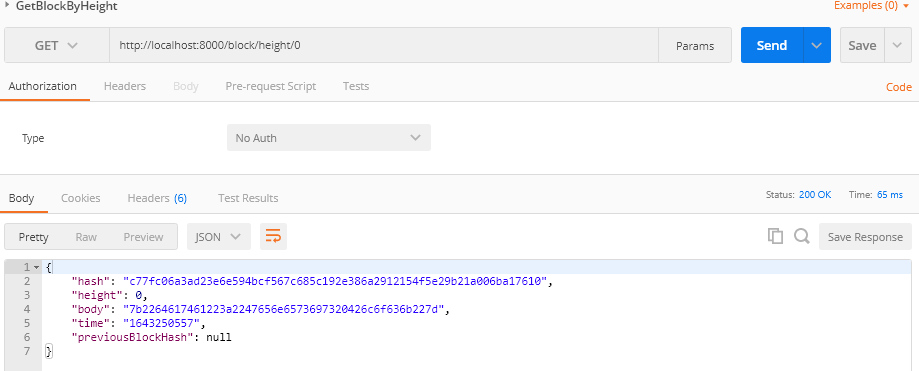 GetBlockByHeight Examples (0)
GET http://localhost:8000/block/height/0 Params Send Save
Authorization Headers Body Pre-request Script Tests Code
Type No Auth
Body Cookies Headers (6) Test Results Status: 200 OK Time: 65 ms
Pretty Raw Preview JSON Save Response
1 {
2 "hash": "c77fc06a3ad23e6e594bcf567c685c192e386a2912154f5e29b21a006ba17610",
3 "height": 0,
4 "body": "7b2264617461223a2247656e6573697320426c6f636b227d",
5 "time": "1643250557",
6 "previousBlockHash": null
7 }